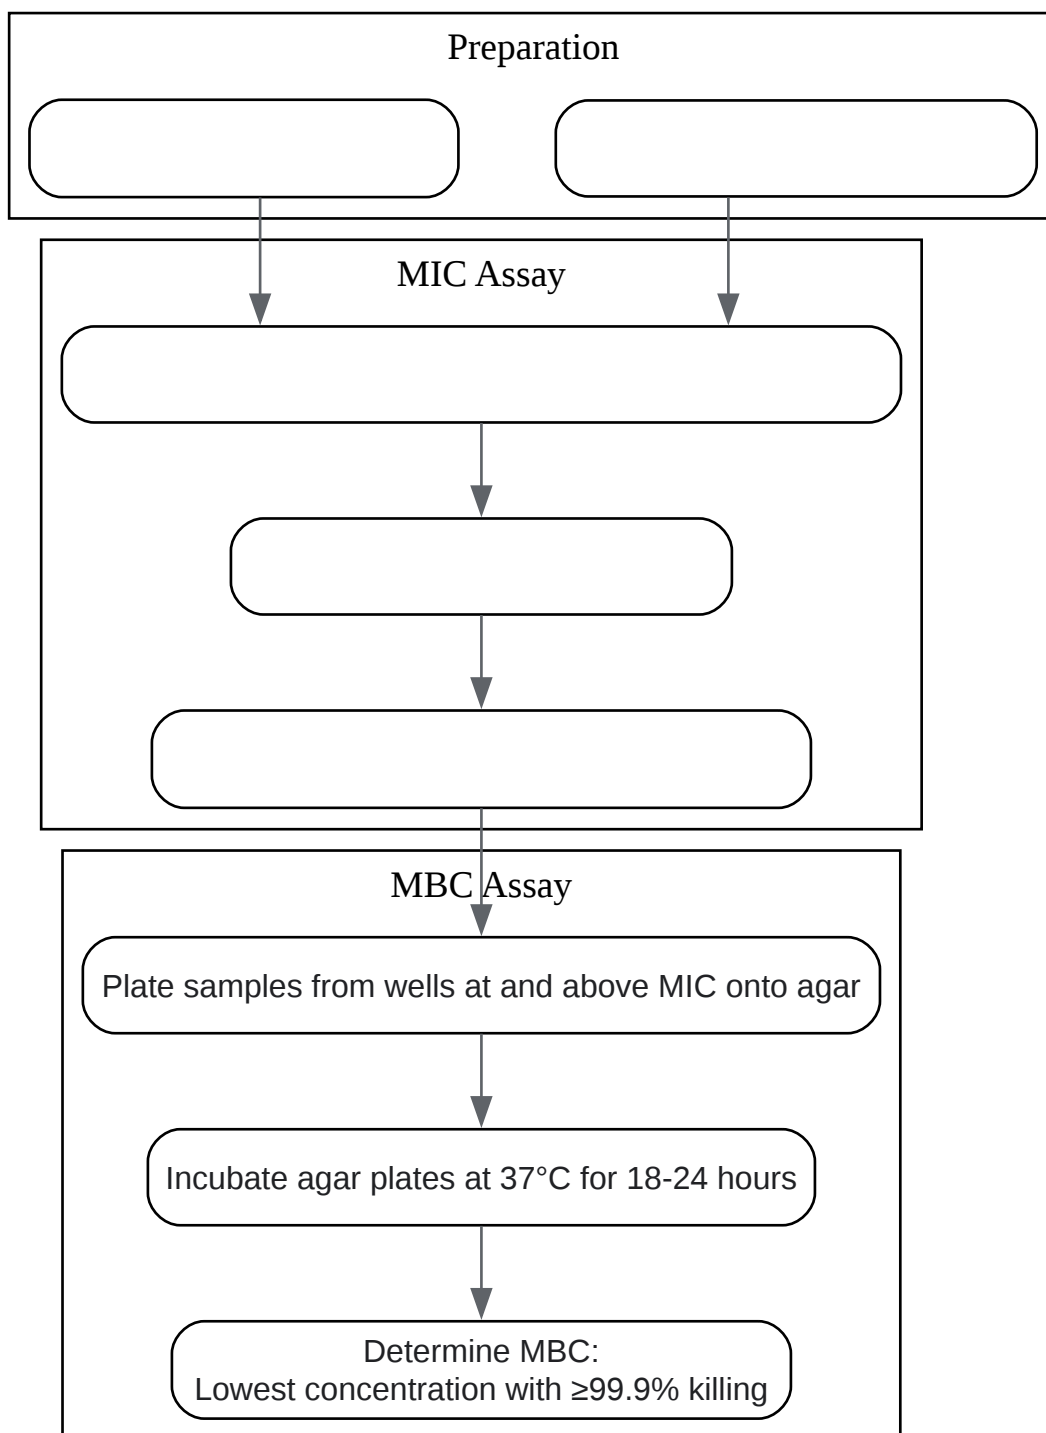 Preparation
MIC Assay
MBC Assay
Plate samples from wells at and above MIC onto agar
Incubate agar plates at 37°C for 18-24 hours
Determine MBC:
Lowest concentration with ≥99.9% killing